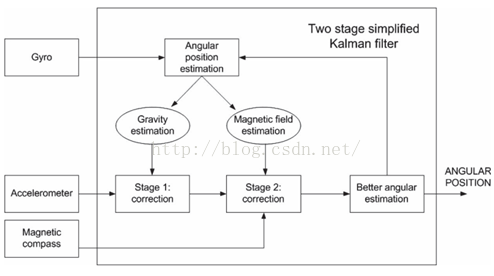 Two stage simplified
Kalman filter
Gyro
Angular
position
estimation
Gravity
estimation
Magnetic field
estimation
http://blog.csdn.net/
Accelerometer
Stage 1:
correction
Stage 2:
correction
Better angular
estimation
ANGULAR
POSITION
Magnetic
compass